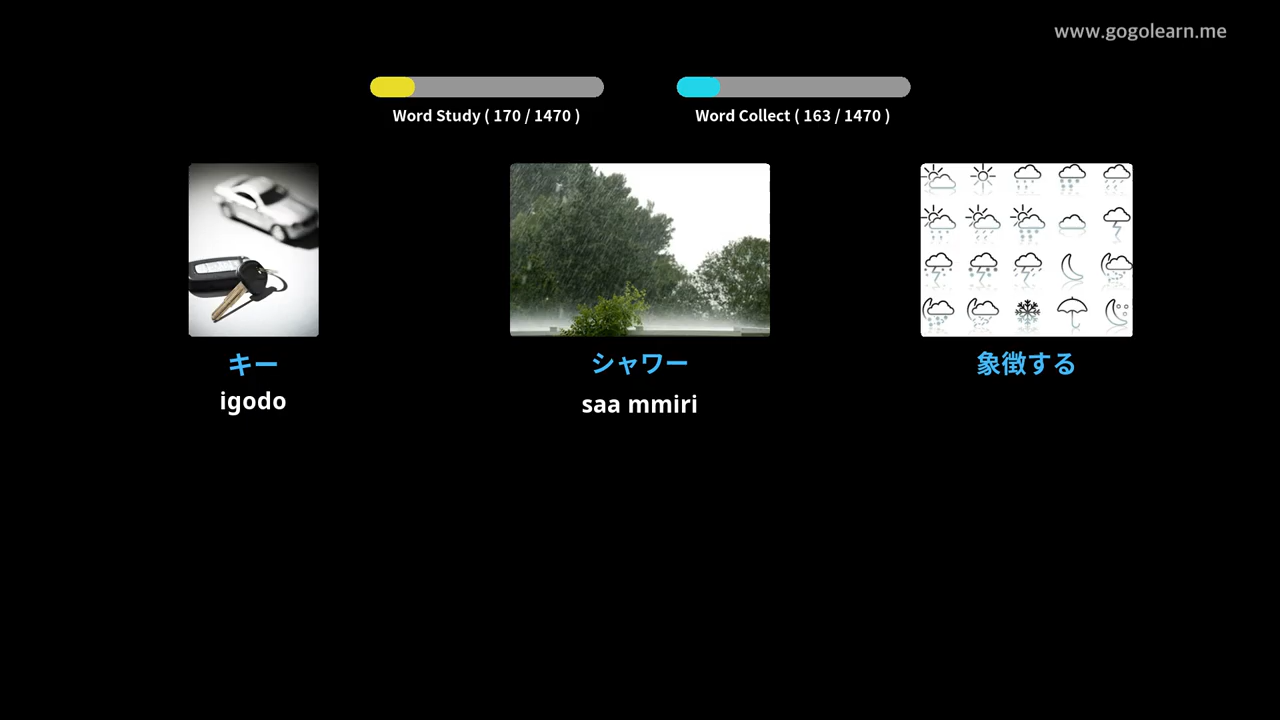 www.gogolearn.me
Word Study ( 170 / 1470 )
Word Collect ( 163 / 1470 )
キー
igodo
シャワー
saa mmiri
象徴する